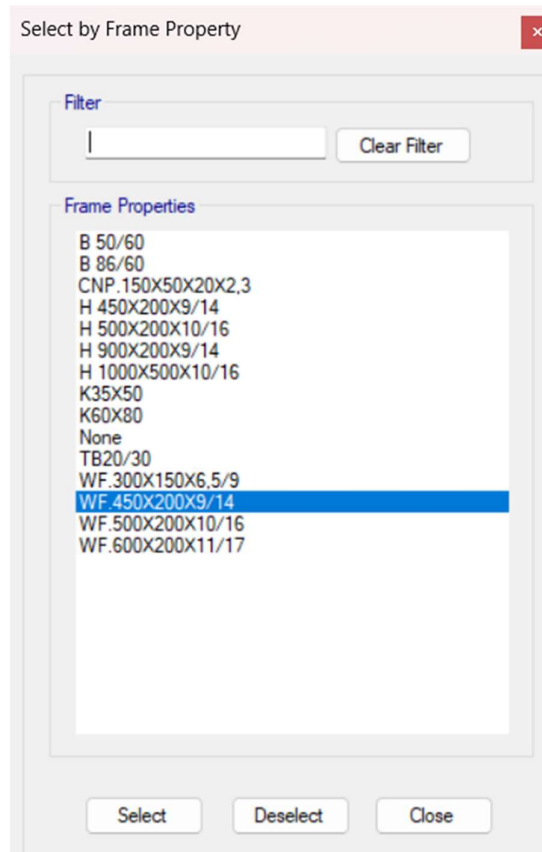 Select by Frame Property
×
Filter
Clear Filter
Frame Properties
B 50/60
B 86/60
CNP.150X50X20X2,3
H 450X200X9/14
H 500X200X10/16
H 900X200X9/14
H 1000X500X10/16
K35X50
K60X80
None
TB20/30
WF.300X150X6,5/9
WF.450X200X9/14
WF.500X200X10/16
WF.600X200X11/17
Select Deselect Close